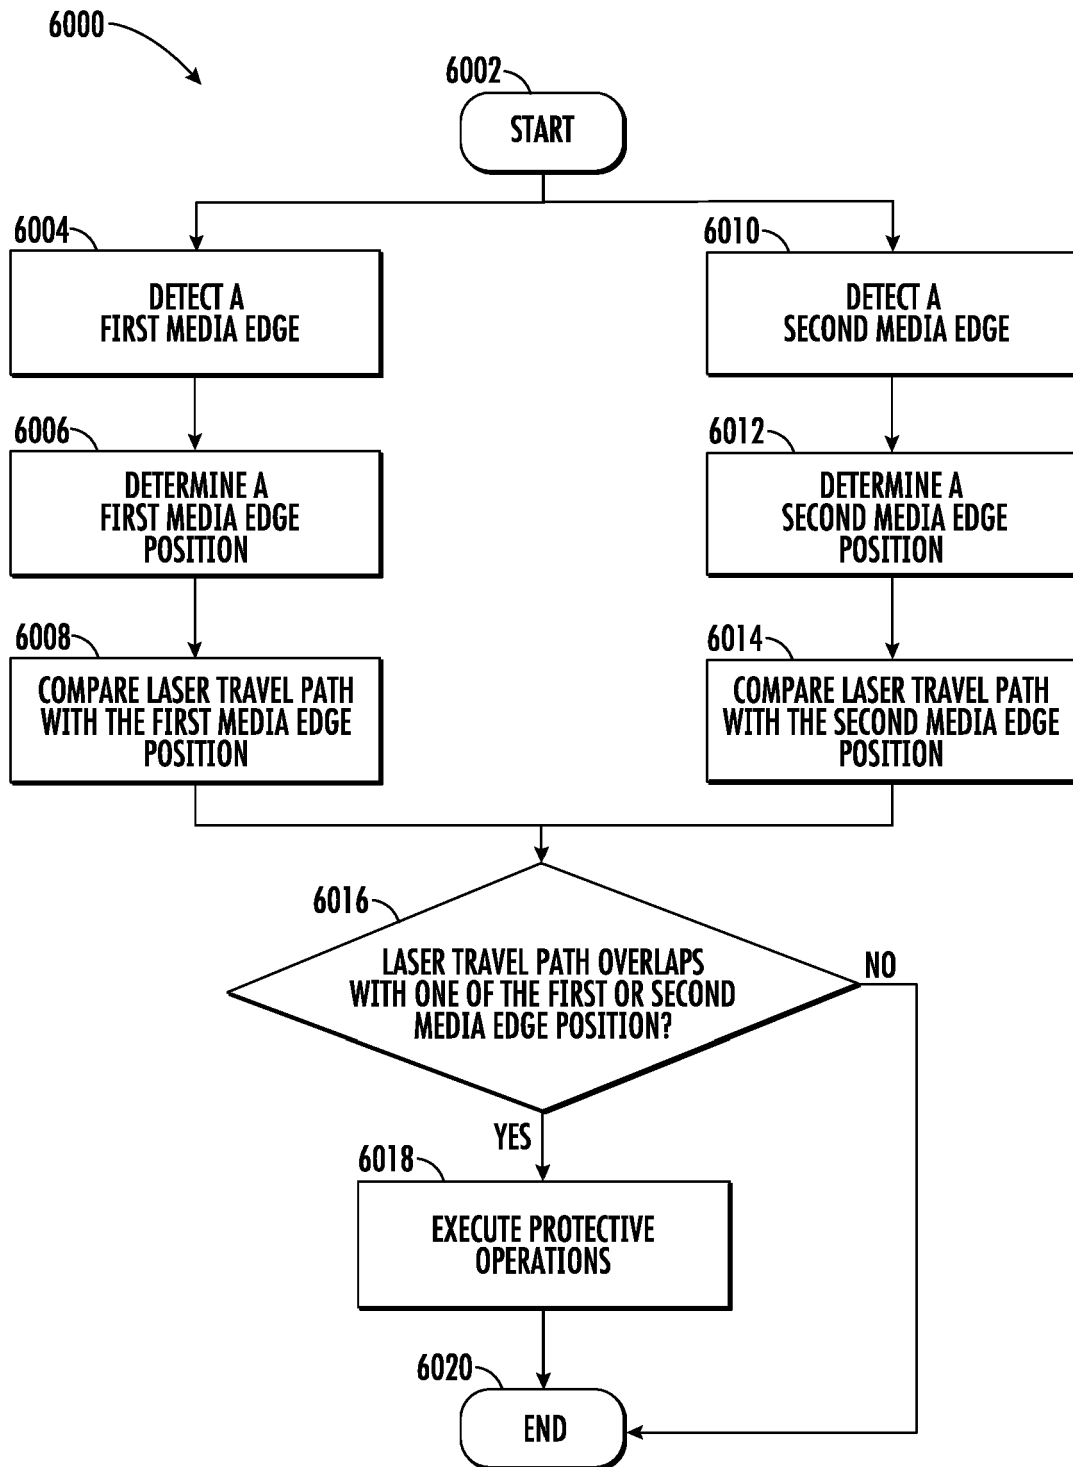 6000
6002
START
6004
DETECT A
FIRST MEDIA EDGE
6010
DETECT A
SECOND MEDIA EDGE
6006
DETERMINE A
FIRST MEDIA EDGE
POSITION
6012
DETERMINE A
SECOND MEDIA EDGE
POSITION
6008
COMPARE LASER TRAVEL PATH
WITH THE FIRST MEDIA EDGE
POSITION
6014
COMPARE LASER TRAVEL PATH
WITH THE SECOND MEDIA EDGE
POSITION
6016
LASER TRAVEL PATH OVERLAPS
WITH ONE OF THE FIRST OR SECOND
MEDIA EDGE POSITION?
NO
YES
6018
EXECUTE PROTECTIVE
OPERATIONS
6020
END